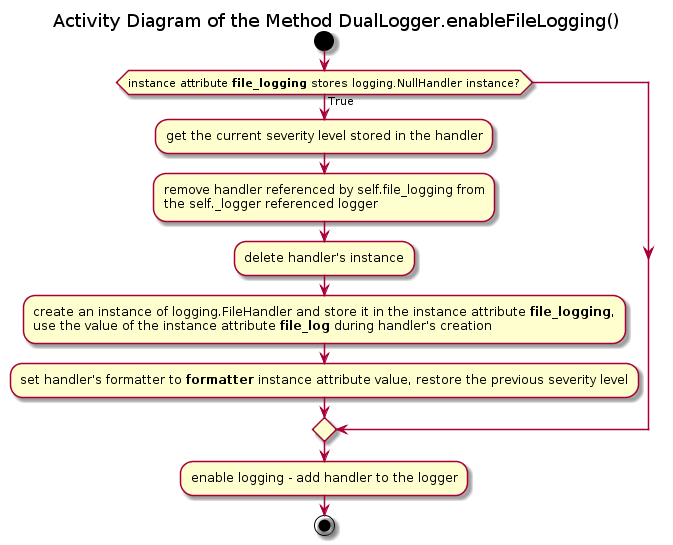 Activity Diagram of the Method DualLogger.enableFileLogging()
instance attribute file_logging stores logging.NullHandler instance?
True
get the current severity level stored in the handler
remove handler referenced by self.file_logging from
the self._logger referenced logger
delete handler's instance
create an instance of logging.FileHandler and store it in the instance attribute file_logging,
use the value of the instance attribute file_log during handler's creation
set handler's formatter to formatter instance attribute value, restore the previous severity level
enable logging - add handler to the logger